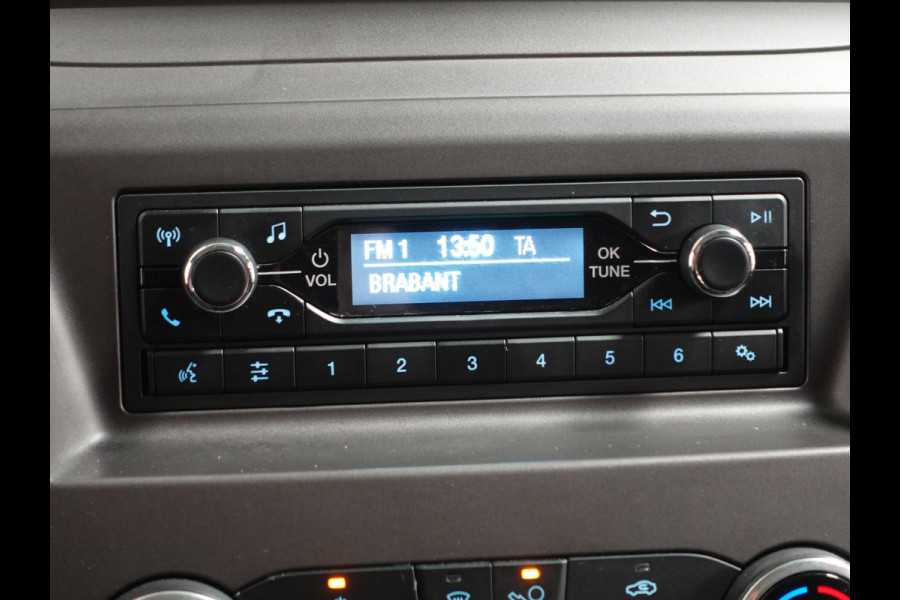 FM 1 13:50 TA
BRABANT
VOL
OK
TUNE
1 2 3 4 5 6